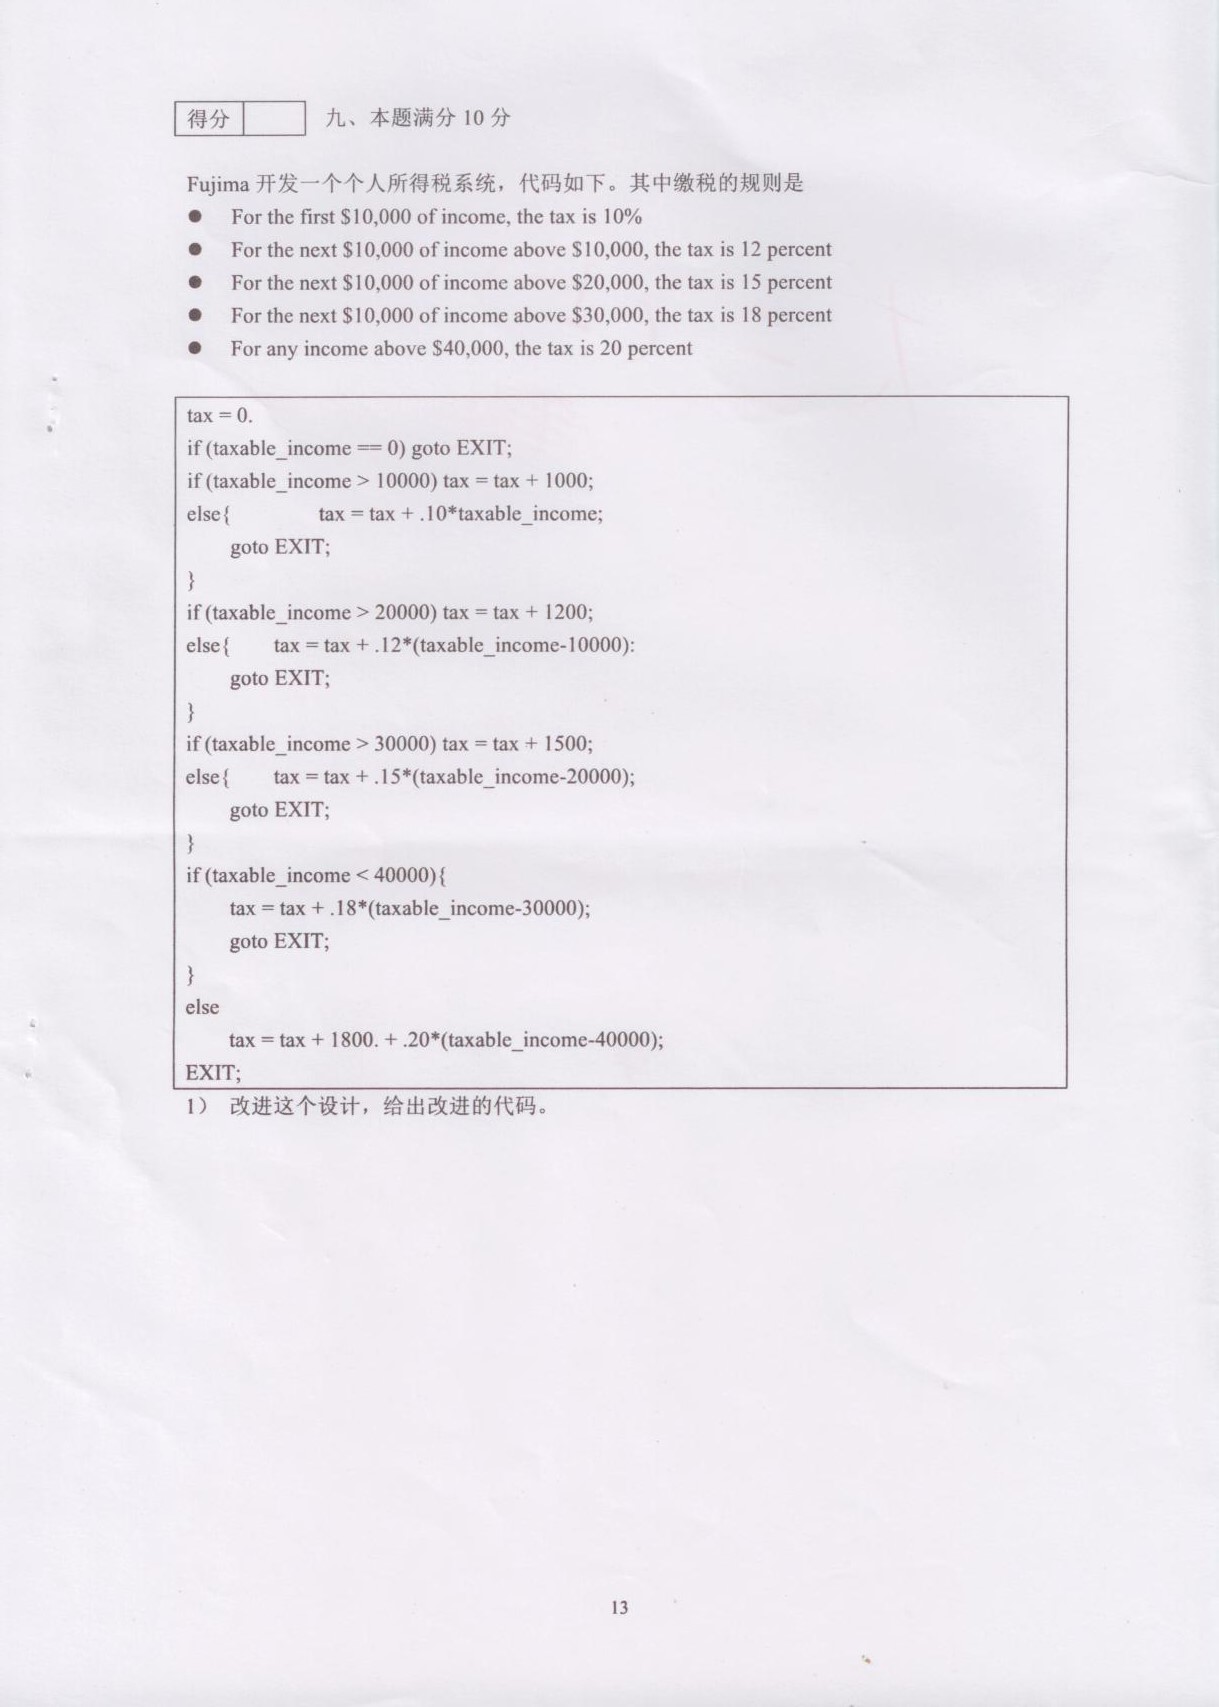 得分 九、本题满分 10 分
Fujima 开发一个个人所得税系统，代码如下。其中缴税的规则是
● For the first $10,000 of income, the tax is 10%
● For the next $10,000 of income above $10,000, the tax is 12 percent
● For the next $10,000 of income above $20,000, the tax is 15 percent
● For the next $10,000 of income above $30,000, the tax is 18 percent
● For any income above $40,000, the tax is 20 percent
tax = 0.
if (taxable_income == 0) goto EXIT;
if (taxable_income > 10000) tax = tax + 1000;
else{ tax = tax + .10*taxable_income;
goto EXIT;
}
if (taxable_income > 20000) tax = tax + 1200;
else{ tax = tax + .12*(taxable_income-10000):
goto EXIT;
}
if (taxable_income > 30000) tax = tax + 1500;
else{ tax = tax + .15*(taxable_income-20000);
goto EXIT;
}
if (taxable_income < 40000){
tax = tax + .18*(taxable_income-30000);
goto EXIT;
}
else
tax = tax + 1800. + .20*(taxable_income-40000);
EXIT;
1） 改进这个设计，给出改进的代码。
13